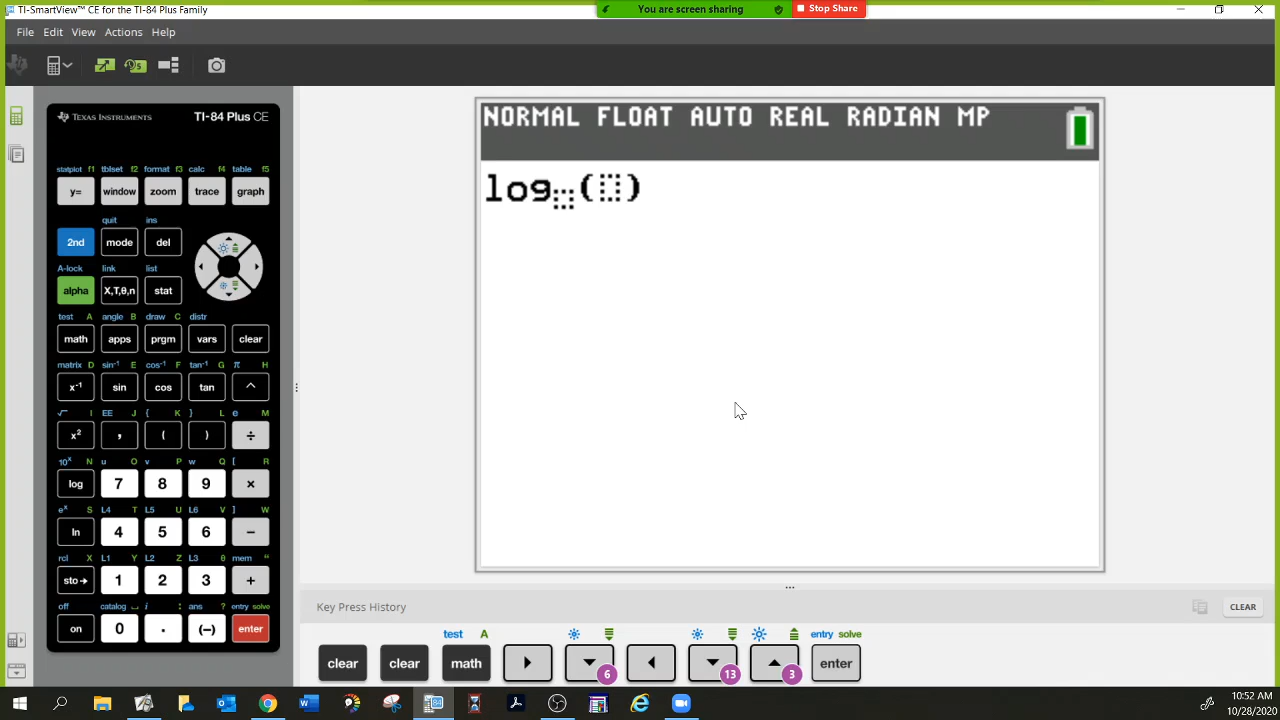 TI-SmartView™ CE for the TI-84 Plus Family
You are screen sharing
Stop Share
File Edit View Actions Help
TEXAS INSTRUMENTS TI-84 Plus CE
statplot f1 tblset f2 format f3 calc f4 table f5
y= window zoom trace graph
quit ins
2nd mode del
A-lock link list
alpha X,T,θ,n stat
test A angle B draw C distr
math apps prgm vars clear
matrix D sin⁻¹ E cos⁻¹ F tan⁻¹ G π H
x⁻¹ sin cos tan ^
√ I EE J { K } L e M
x² , ( ) ÷
10ˣ N u O v P w Q [ R
log 7 8 9 ×
eˣ S L4 T L5 U L6 V ] W
ln 4 5 6 −
rcl X L1 Y L2 Z L3 θ mem "
sto→ 1 2 3 +
off catalog i : ans ? entry solve
on 0 . (−) enter
NORMAL FLOAT AUTO REAL RADIAN MP
log ( )
Key Press History
CLEAR
test A entry solve
clear clear math 6 13 3 enter
10:52 AM
10/28/2020